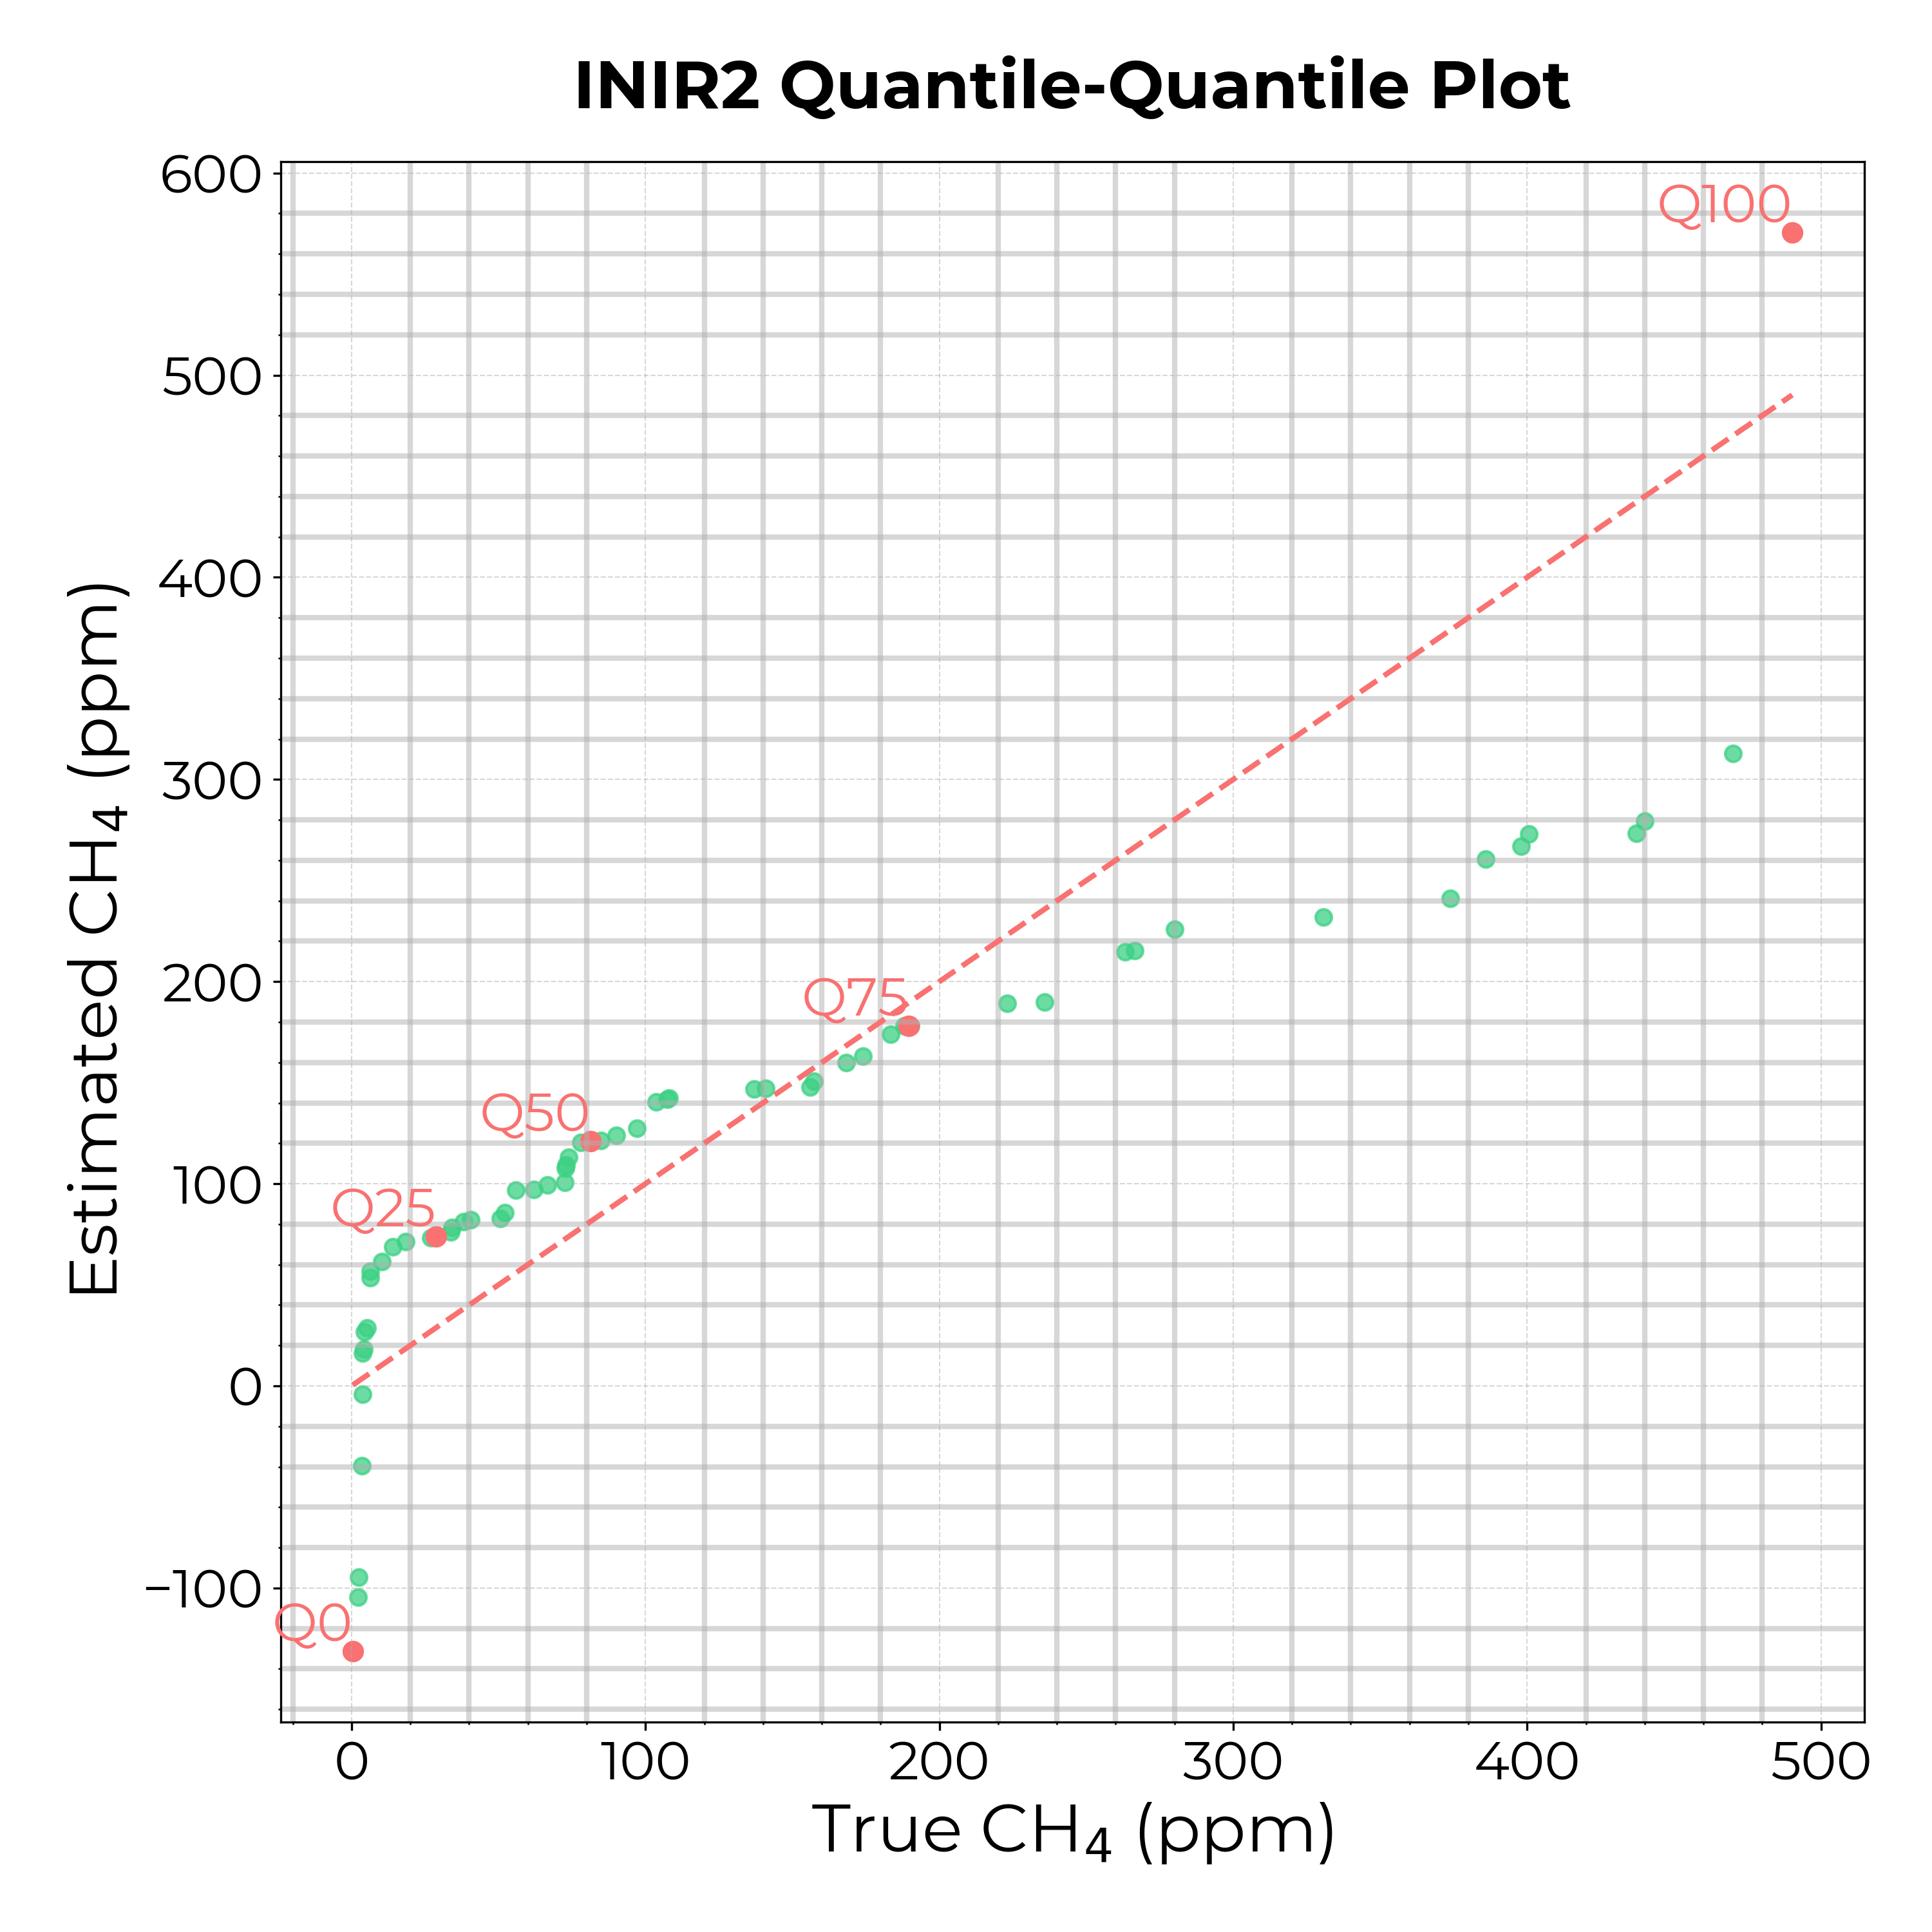 INIR2 Quantile-Quantile Plot
600
500
400
300
200
100
0
−100
Estimated CH₄ (ppm)
Q100
Q75
Q50
Q25
Q0
0 100 200 300 400 500
True CH₄ (ppm)